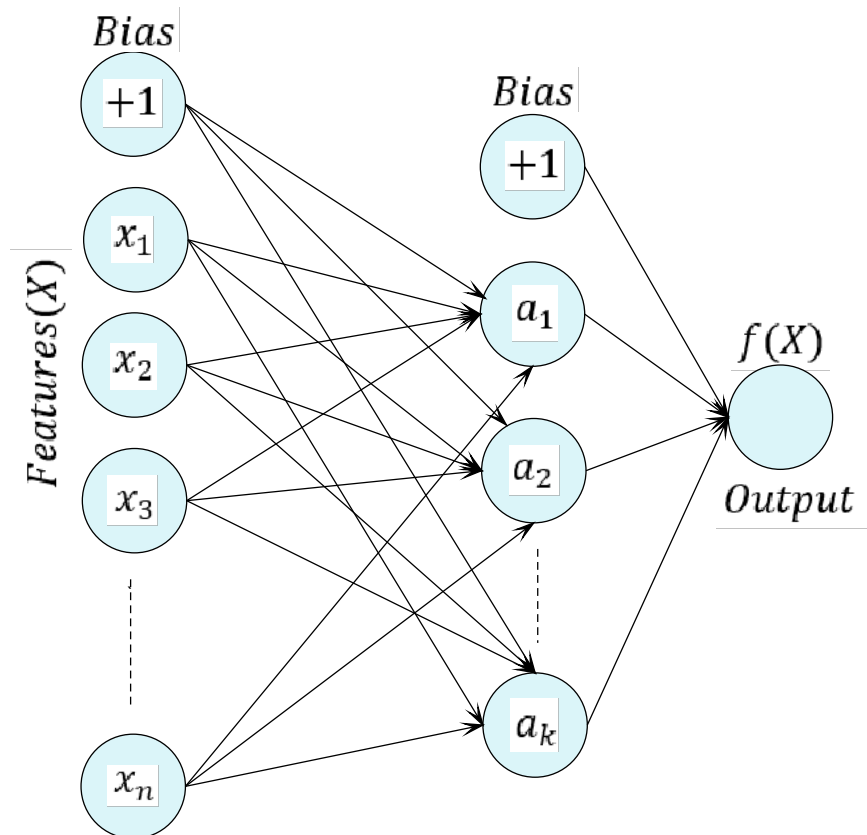 Bias
+1
Features(X)
x₁
x₂
x₃
xₙ
Bias
+1
a₁
a₂
aₖ
f(X)
Output